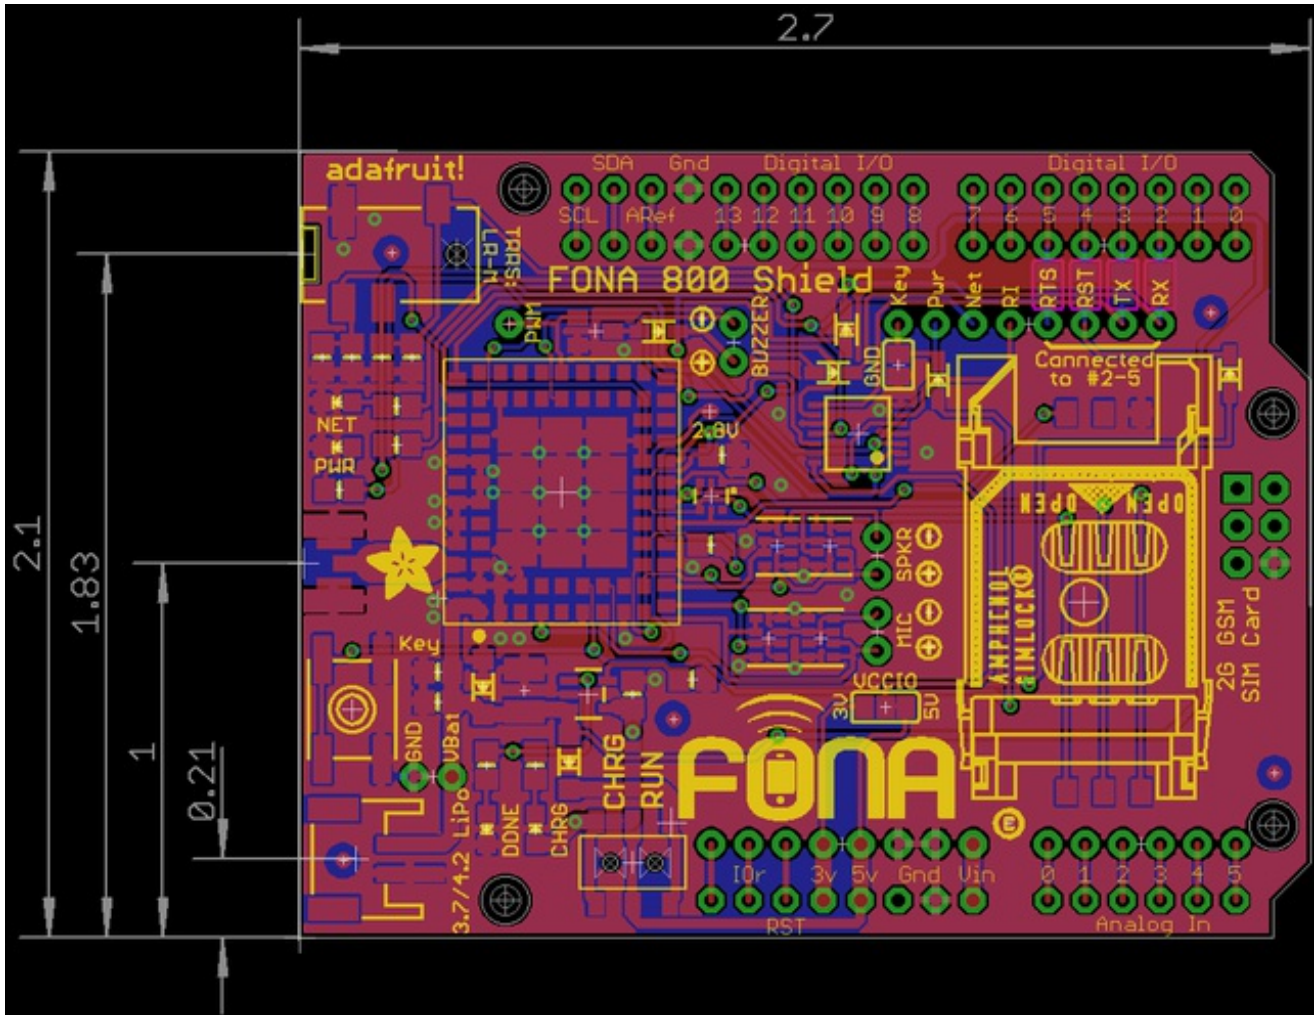 2.7
adafruit!
SDA Gnd Digital I/O Digital I/O
SCL ARef 13 12 11 10 9 8 7 6 5 4 3 2 1 0
TRRS:
LR-M
FONA 800 Shield
Key Pwr Net RI RTS RST TX RX
PWM
BUZZER
GND
Connected
to #2-5
NET
2.8V
PWR
OPEN OPEN
2.1
1.83
1
0.21
SPKR
MIC
AMPHENOL
SIMLOCK
2G GSM
SIM Card
Key
VCCIO
3V 5V
GND
VBat
CHRG
RUN
FONA
LiPo
3.7/4.2
DONE
CHRG
IOr 3v 5v Gnd Vin 0 1 2 3 4 5
RST Analog In